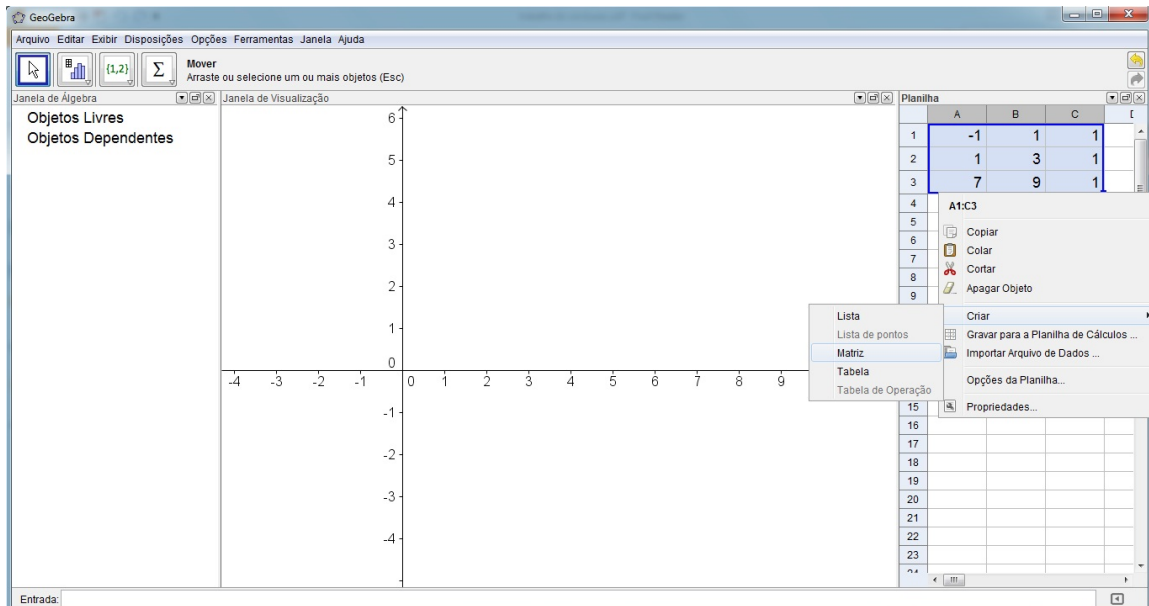 GeoGebra
Arquivo Editar Exibir Disposições Opções Ferramentas Janela Ajuda
{1,2} Σ
Mover
Arraste ou selecione um ou mais objetos (Esc)
Janela de Álgebra
Objetos Livres
Objetos Dependentes
Janela de Visualização
6
5
4
3
2
1
0
-4 -3 -2 -1 0 1 2 3 4 5 6 7 8 9
-1
-2
-3
-4
Planilha
A B C
1 -1 1 1
2 1 3 1
3 7 9 1
4
5
6
7
8
9
15
16
17
18
19
20
21
22
23
A1:C3
Copiar
Colar
Cortar
Apagar Objeto
Criar
Gravar para a Planilha de Cálculos ...
Importar Arquivo de Dados ...
Opções da Planilha...
Propriedades...
Lista
Lista de pontos
Matriz
Tabela
Tabela de Operação
Entrada: